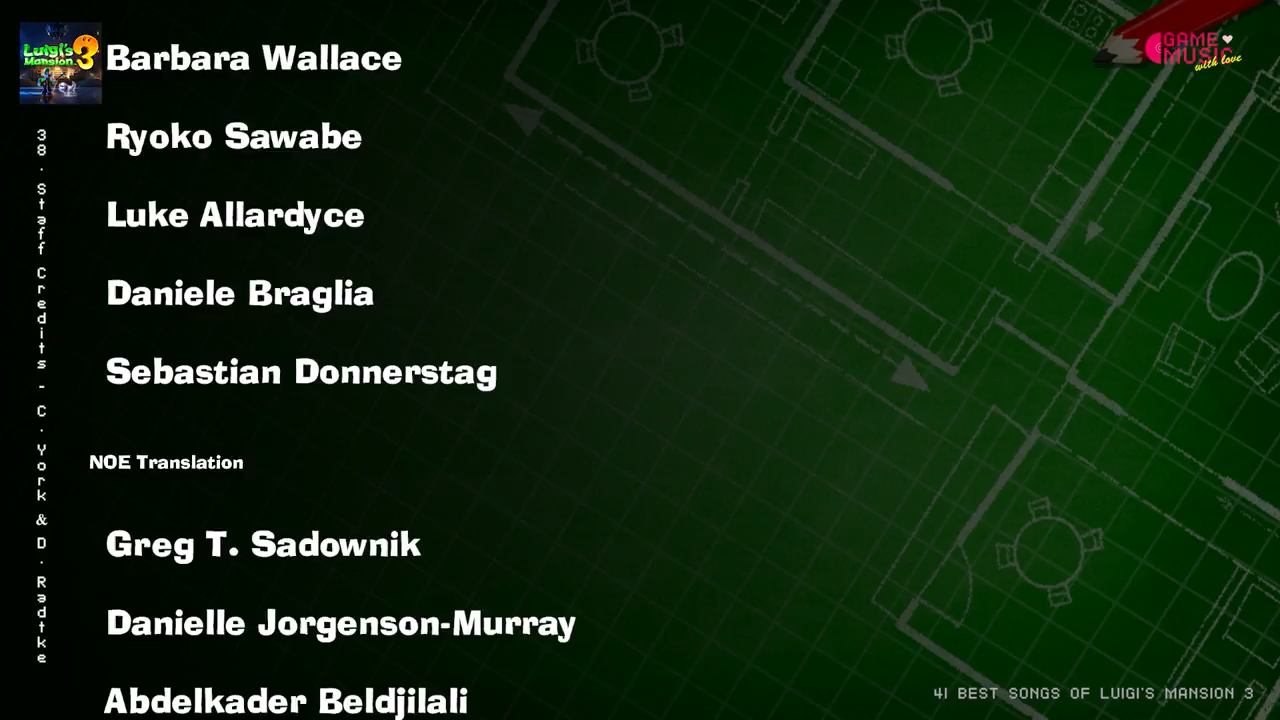 Luigi's
Mansion 3
GAME
MUSIC
with love
Barbara Wallace
Ryoko Sawabe
Luke Allardyce
Daniele Braglia
Sebastian Donnerstag
NOE Translation
Greg T. Sadownik
Danielle Jorgenson-Murray
Abdelkader Beldjilali
38. Staff Credits - C. York & D. Radtke
41 BEST SONGS OF LUIGI'S MANSION 3